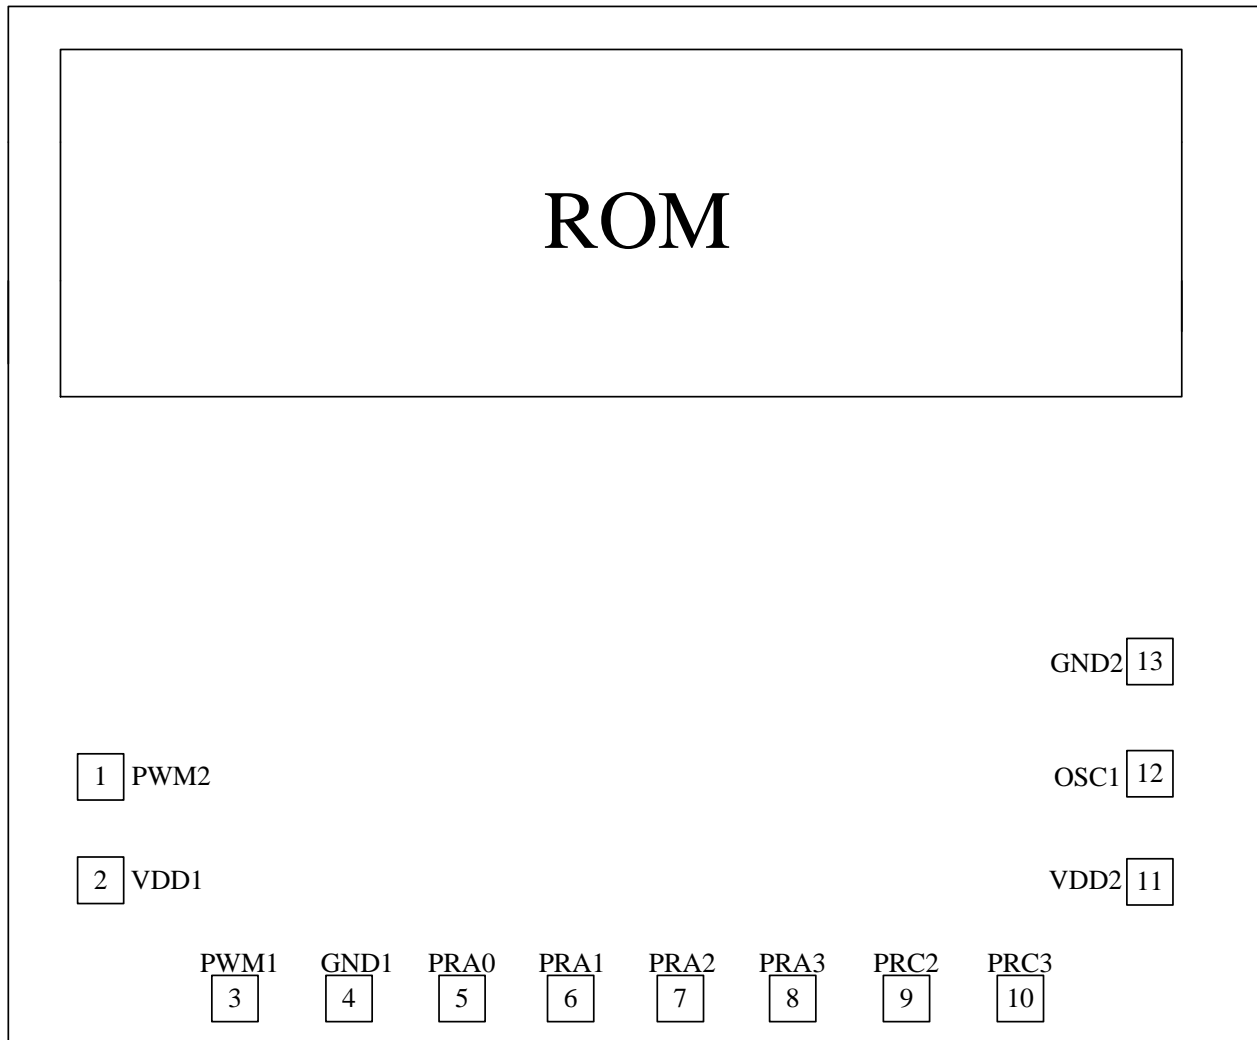 ROM
GND2 13
1 PWM2
OSC1 12
2 VDD1
VDD2 11
PWM1 GND1 PRA0 PRA1 PRA2 PRA3 PRC2 PRC3
3 4 5 6 7 8 9 10